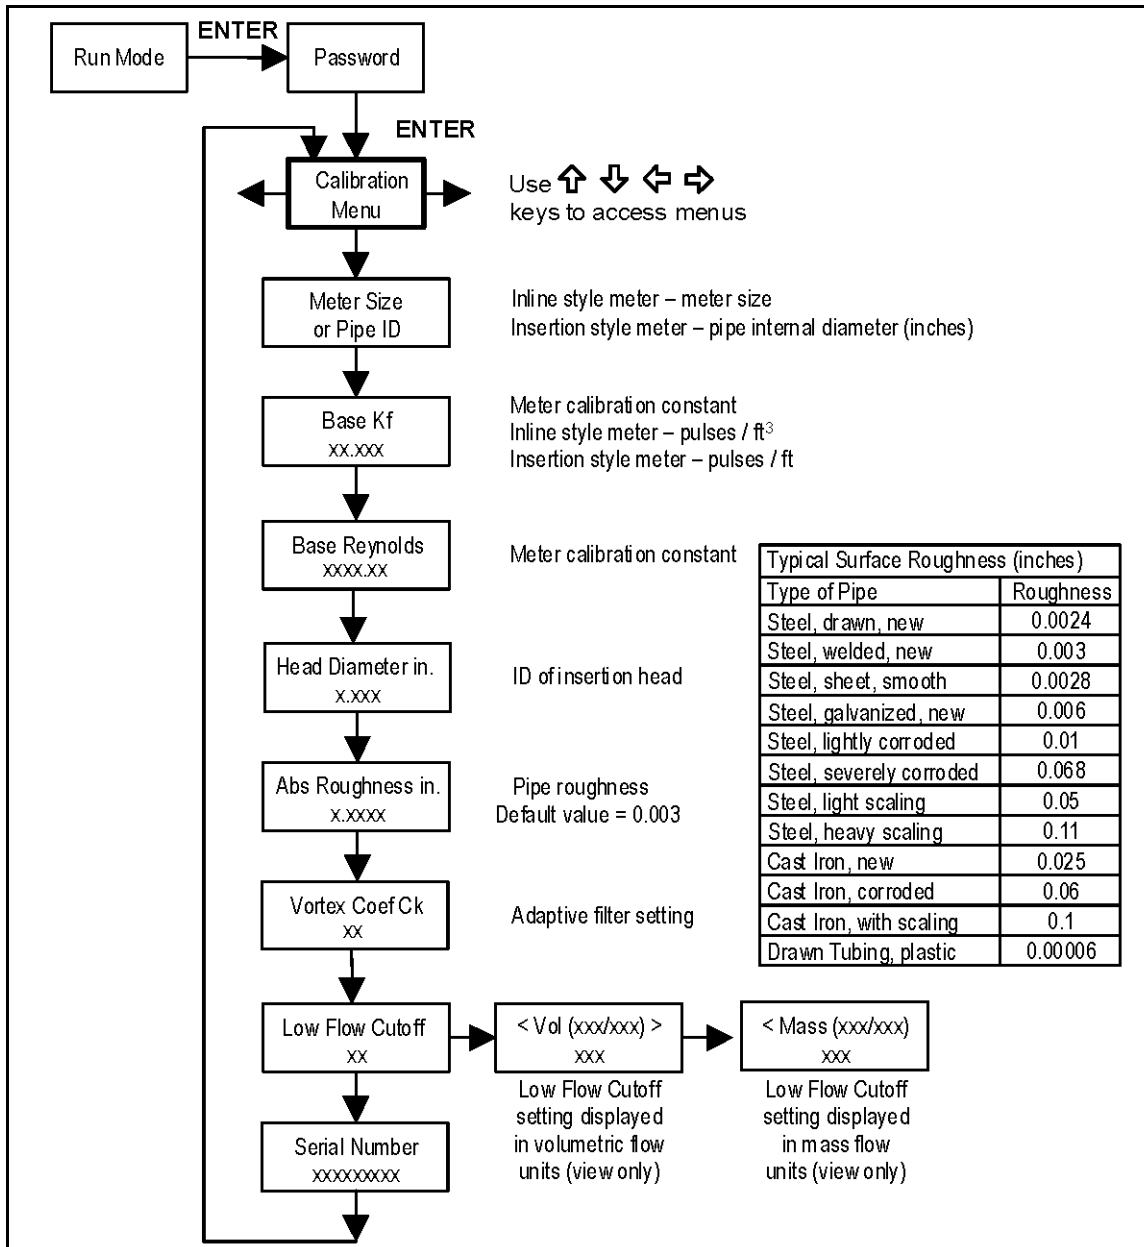 ENTER
Run Mode
Password
ENTER
Calibration
Menu
Use ⇧ ⇩ ⇦ ⇨
keys to access menus
Meter Size
or Pipe ID
Inline style meter – meter size
Insertion style meter – pipe internal diameter (inches)
Base Kf
xx.xxx
Meter calibration constant
Inline style meter – pulses / ft³
Insertion style meter – pulses / ft
Base Reynolds
xxxx.xx
Meter calibration constant
Head Diameter in.
x.xxx
ID of insertion head
Abs Roughness in.
x.xxxx
Pipe roughness
Default value = 0.003
Vortex Coef Ck
xx
Adaptive filter setting
Typical Surface Roughness (inches)
Type of Pipe Roughness
Steel, drawn, new 0.0024
Steel, welded, new 0.003
Steel, sheet, smooth 0.0028
Steel, galvanized, new 0.006
Steel, lightly corroded 0.01
Steel, severely corroded 0.068
Steel, light scaling 0.05
Steel, heavy scaling 0.11
Cast Iron, new 0.025
Cast Iron, corroded 0.06
Cast Iron, with scaling 0.1
Drawn Tubing, plastic 0.00006
Low Flow Cutoff
xx
< Vol (xxx/xxx) >
xxx
Low Flow Cutoff
setting displayed
in volumetric flow
units (view only)
< Mass (xxx/xxx)
xxx
Low Flow Cutoff
setting displayed
in mass flow
units (view only)
Serial Number
xxxxxxxxx